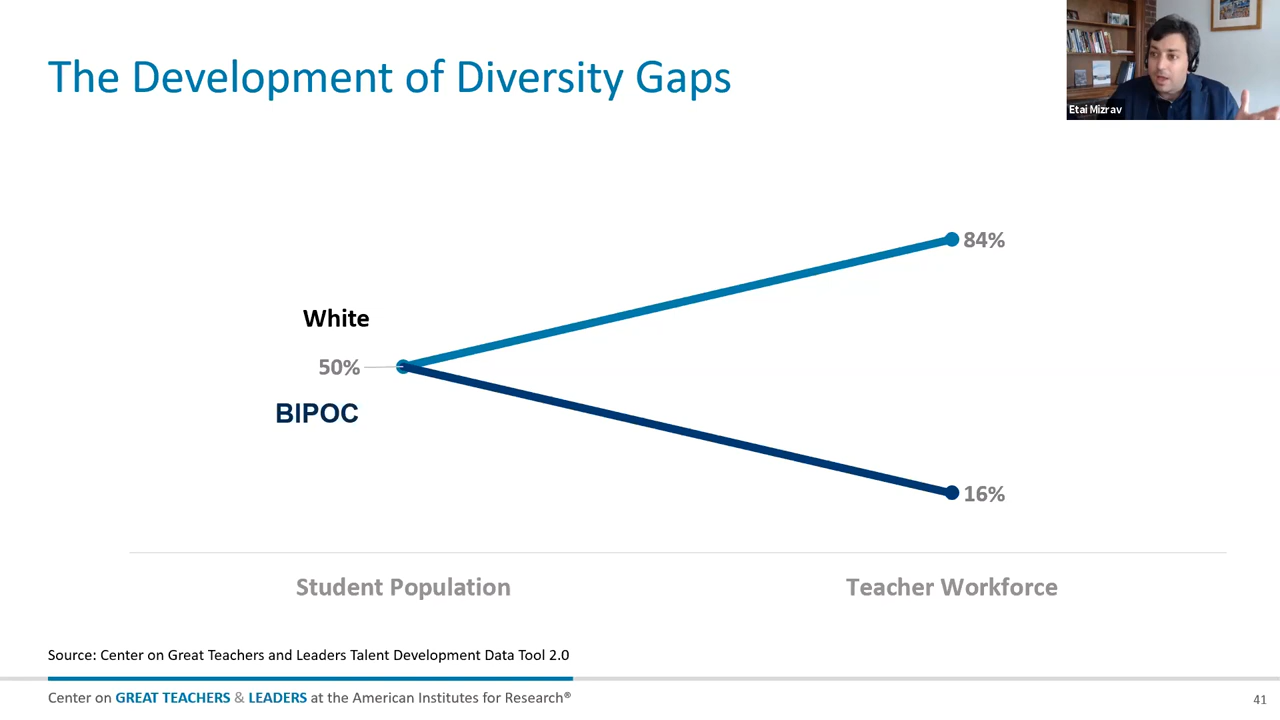 The Development of Diversity Gaps
Etai Mizrav
84%
White
50%
BIPOC
16%
Student Population
Teacher Workforce
Source: Center on Great Teachers and Leaders Talent Development Data Tool 2.0
Center on GREAT TEACHERS & LEADERS at the American Institutes for Research®
41